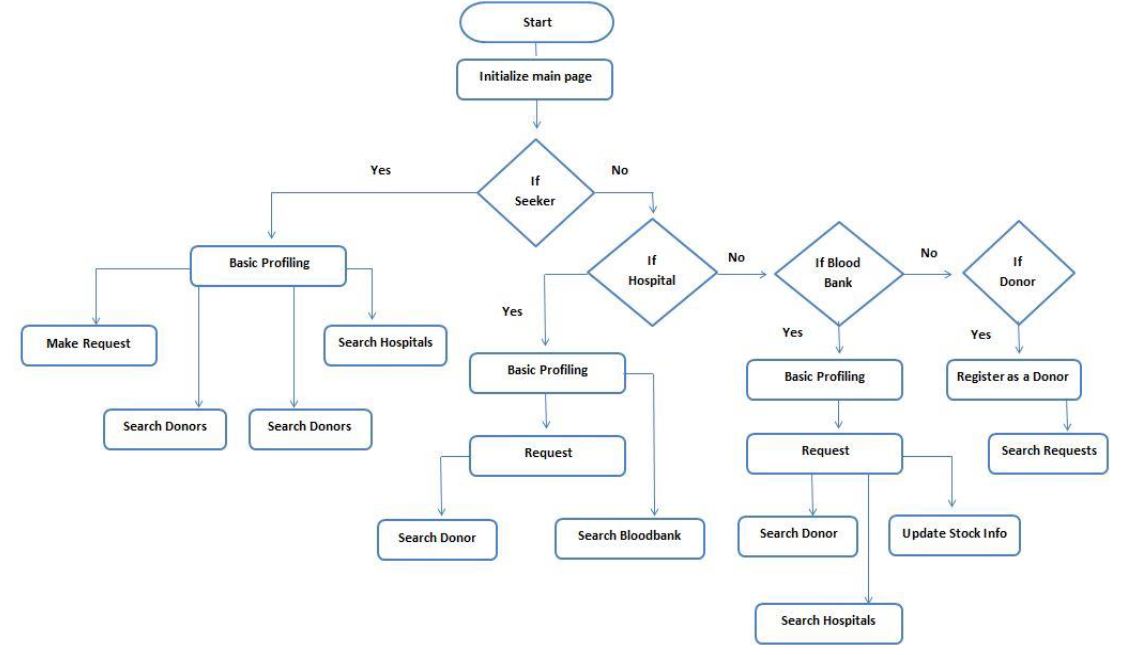 Start
Initialize main page
Yes
No
If
Seeker
Basic Profiling
If
Hospital
No
If Blood
Bank
No
If
Donor
Make Request
Search Hospitals
Yes
Yes
Yes
Basic Profiling
Basic Profiling
Register as a Donor
Search Donors
Search Donors
Request
Request
Search Requests
Search Donor
Search Bloodbank
Search Donor
Update Stock Info
Search Hospitals